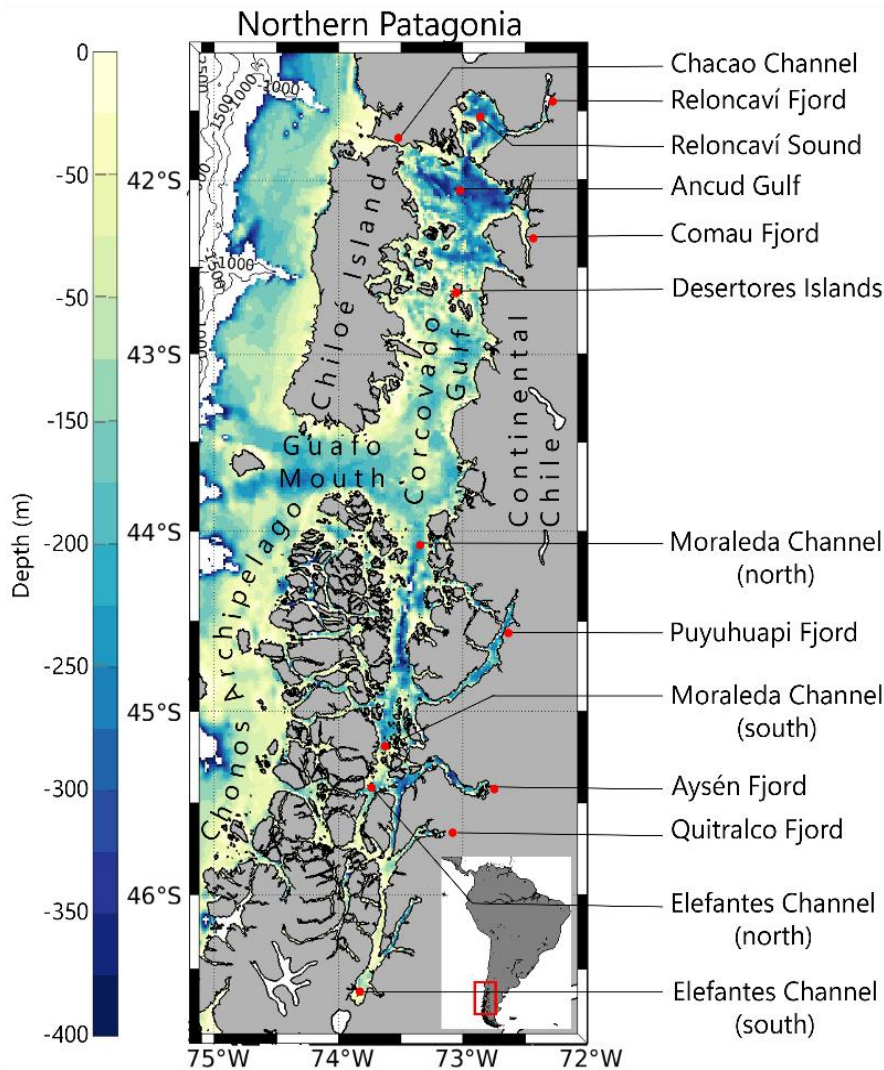 Northern Patagonia
0
-50
-50
-150
-200
-250
-300
-350
-400
Depth (m)
42°S
43°S
44°S
45°S
46°S
75°W
74°W
73°W
72°W
1500
1000
-1000
-1000
Chiloé Island
Corcovado
Gulf
Continental
Chile
Guafo
Mouth
Chonos Archipelago
Chacao Channel
Reloncaví Fjord
Reloncaví Sound
Ancud Gulf
Comau Fjord
Desertores Islands
Moraleda Channel
(north)
Puyuhuapi Fjord
Moraleda Channel
(south)
Aysén Fjord
Quitralco Fjord
Elefantes Channel
(north)
Elefantes Channel
(south)